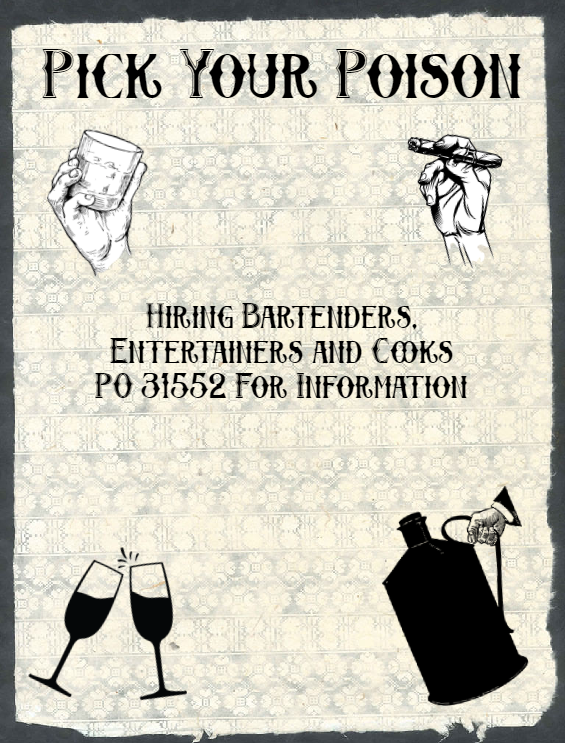 Pick Your Poison
Hiring Bartenders,
Entertainers and Cooks
PO 31552 For Information